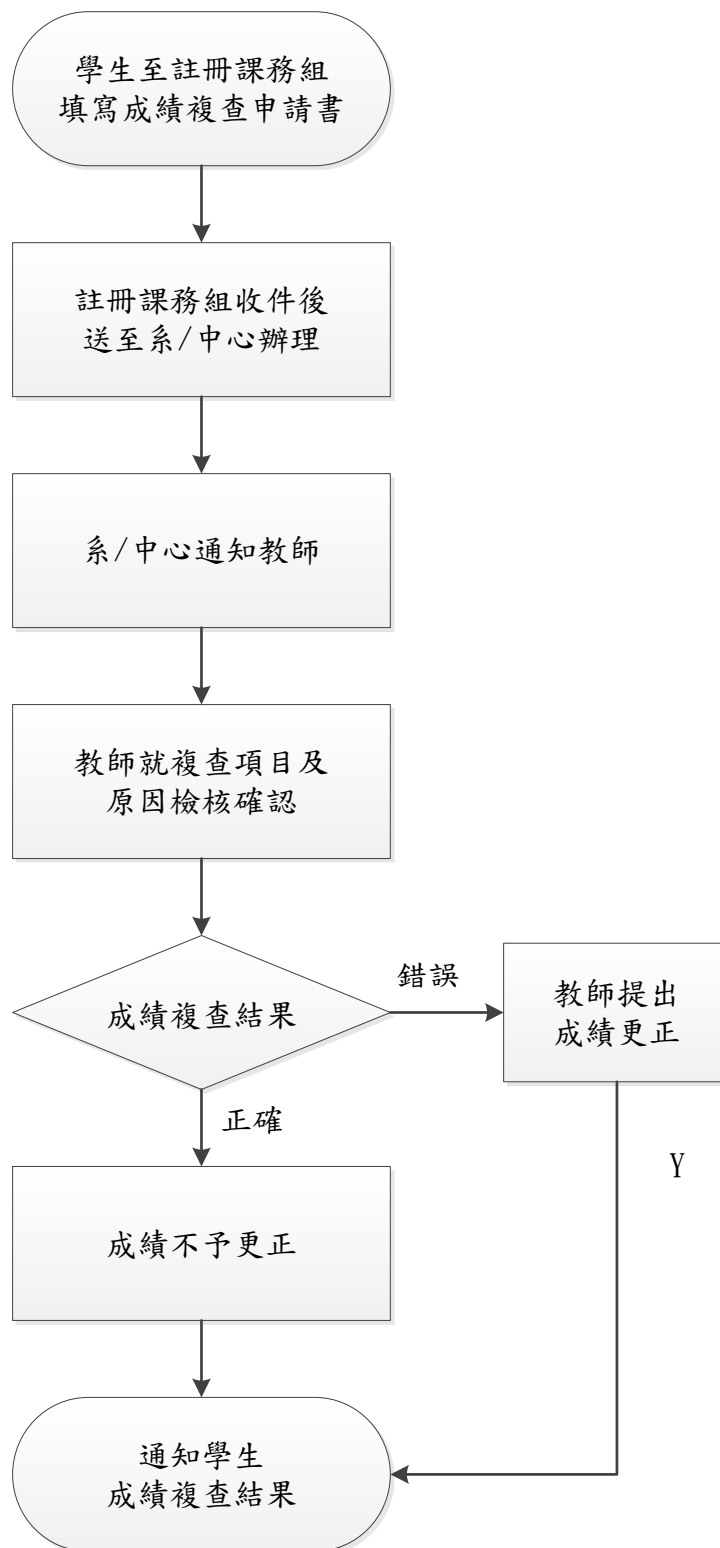 學生至註冊課務組
填寫成績複查申請書
註冊課務組收件後
送至系/中心辦理
系/中心通知教師
教師就複查項目及
原因檢核確認
成績複查結果
錯誤
教師提出
成績更正
正確
Y
成績不予更正
通知學生
成績複查結果